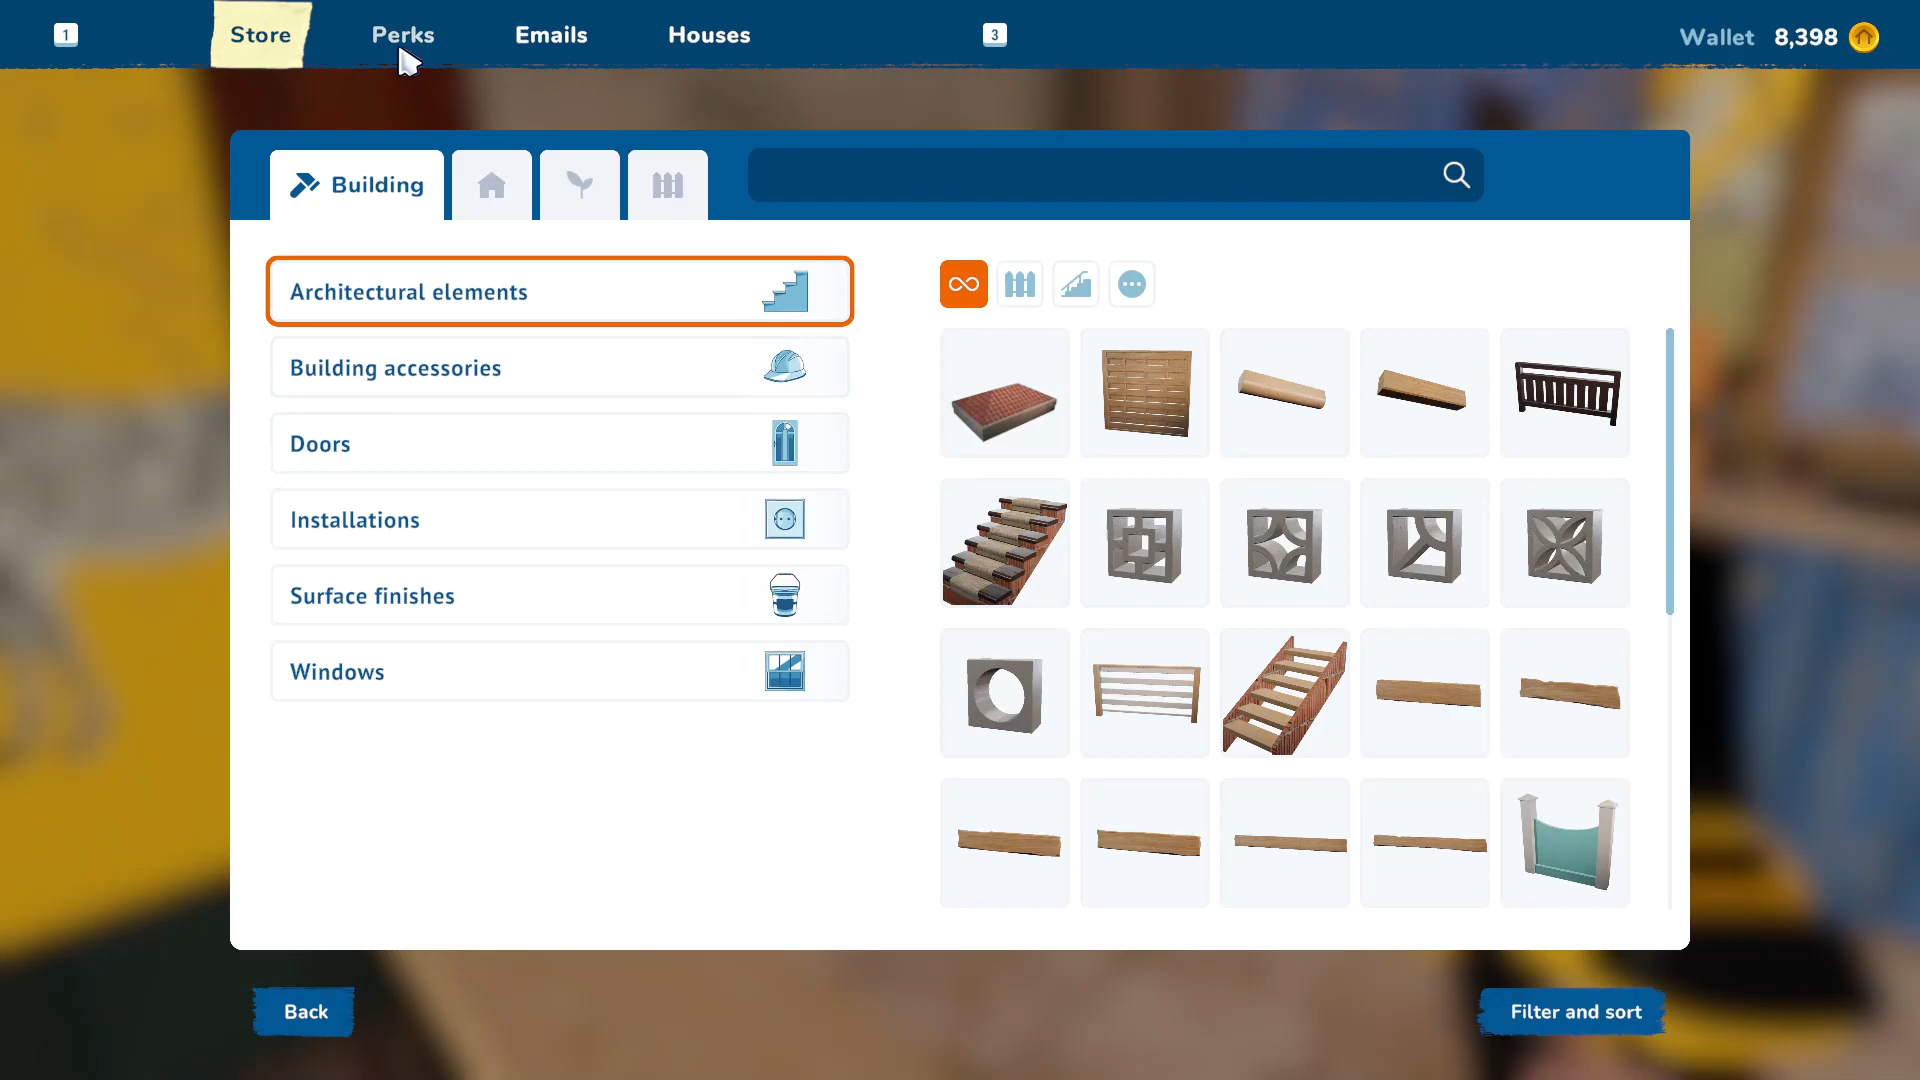 1
Store
Perks
Emails
Houses
3
Wallet 8,398
Building
Architectural elements
Building accessories
Doors
Installations
Surface finishes
Windows
Back
Filter and sort